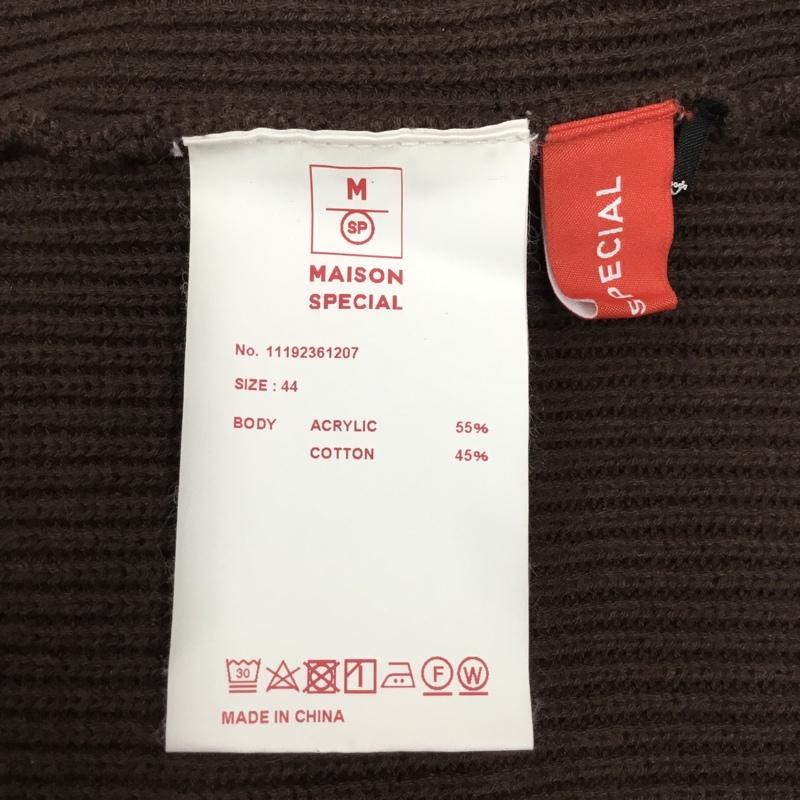 M
SP
MAISON
SPECIAL
No. 11192361207
SIZE : 44
BODY ACRYLIC 55%
COTTON 45%
30
F W
MADE IN CHINA
SPECIAL